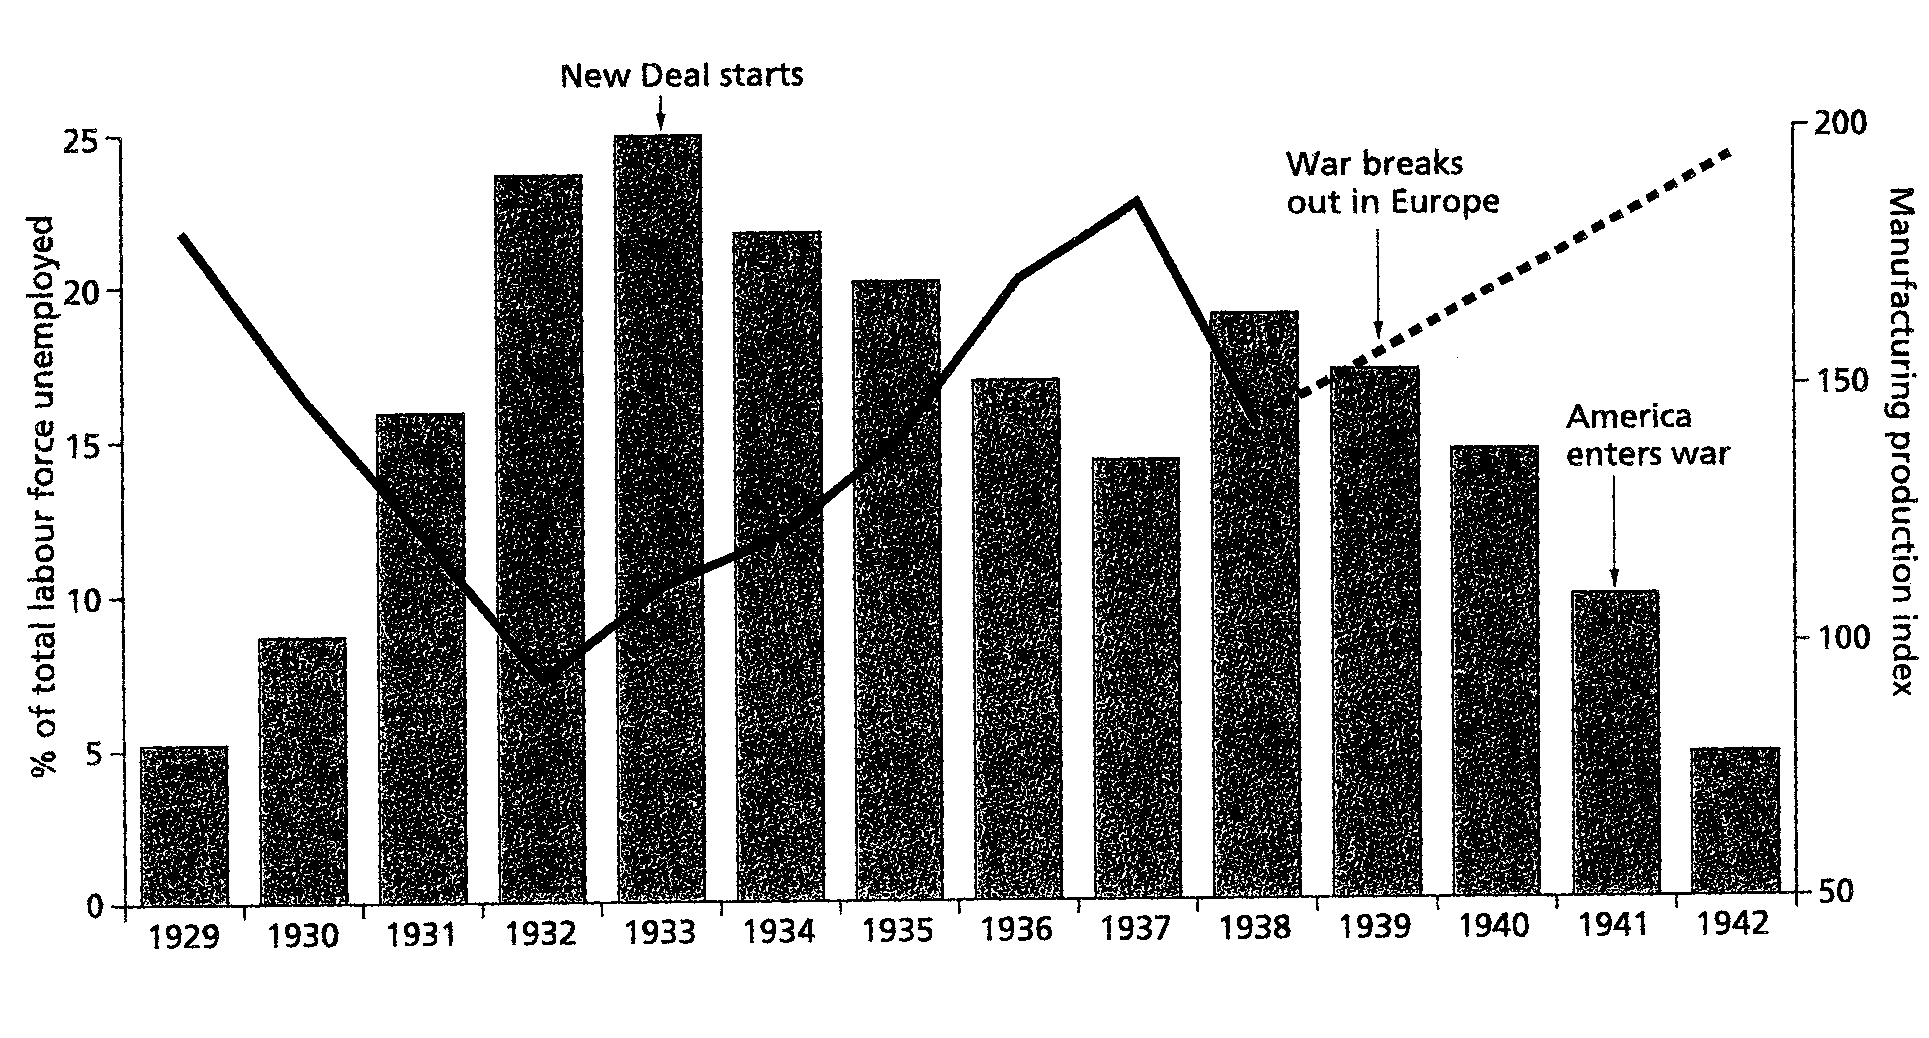 New Deal starts
War breaks
out in Europe
America
enters war
% of total labour force unemployed
25
20
15
10
5
0
Manufacturing production index
200
150
100
50
1929 1930 1931 1932 1933 1934 1935 1936 1937 1938 1939 1940 1941 1942